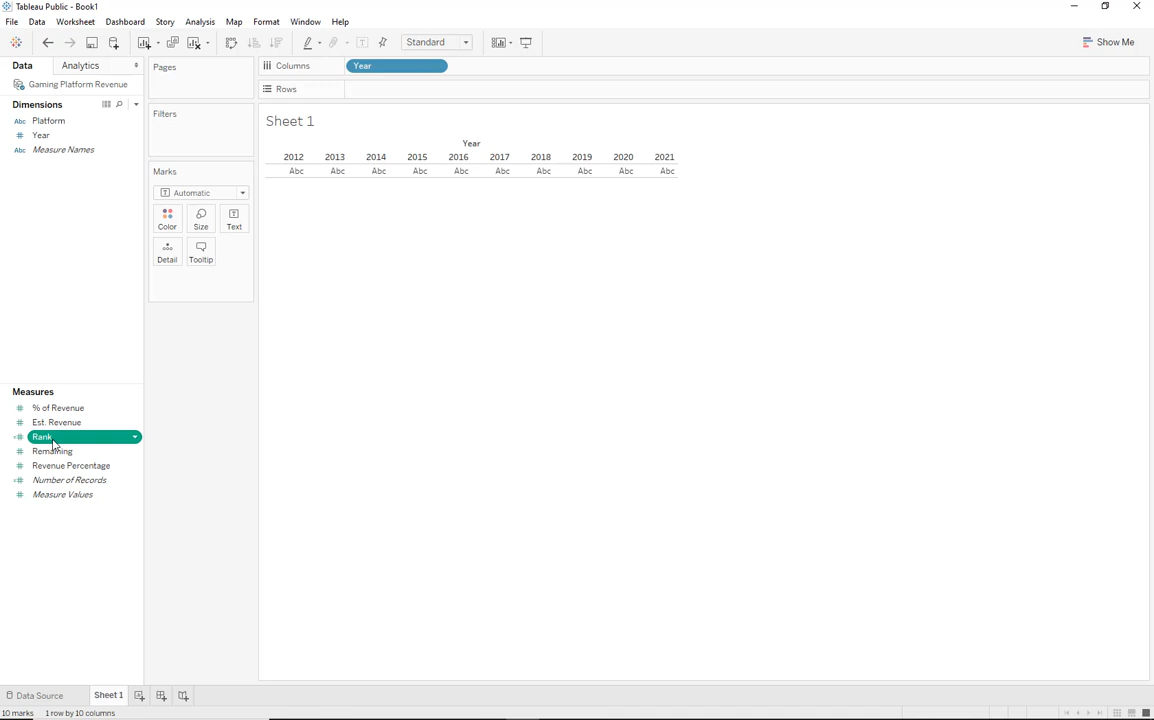 Tableau Public - Book1
File Data Worksheet Dashboard Story Analysis Map Format Window Help
Standard
Show Me
Data Analytics
Pages
Columns Year
Gaming Platform Revenue
Rows
Dimensions
Filters
Abc Platform
Sheet 1
# Year
Abc Measure Names
Year
2012 2013 2014 2015 2016 2017 2018 2019 2020 2021
Abc Abc Abc Abc Abc Abc Abc Abc Abc Abc
Marks
T Automatic
Color Size Text
Detail Tooltip
Measures
# % of Revenue
# Est. Revenue
=# Rank
# Remaining
# Revenue Percentage
=# Number of Records
# Measure Values
Data Source Sheet 1
10 marks 1 row by 10 columns